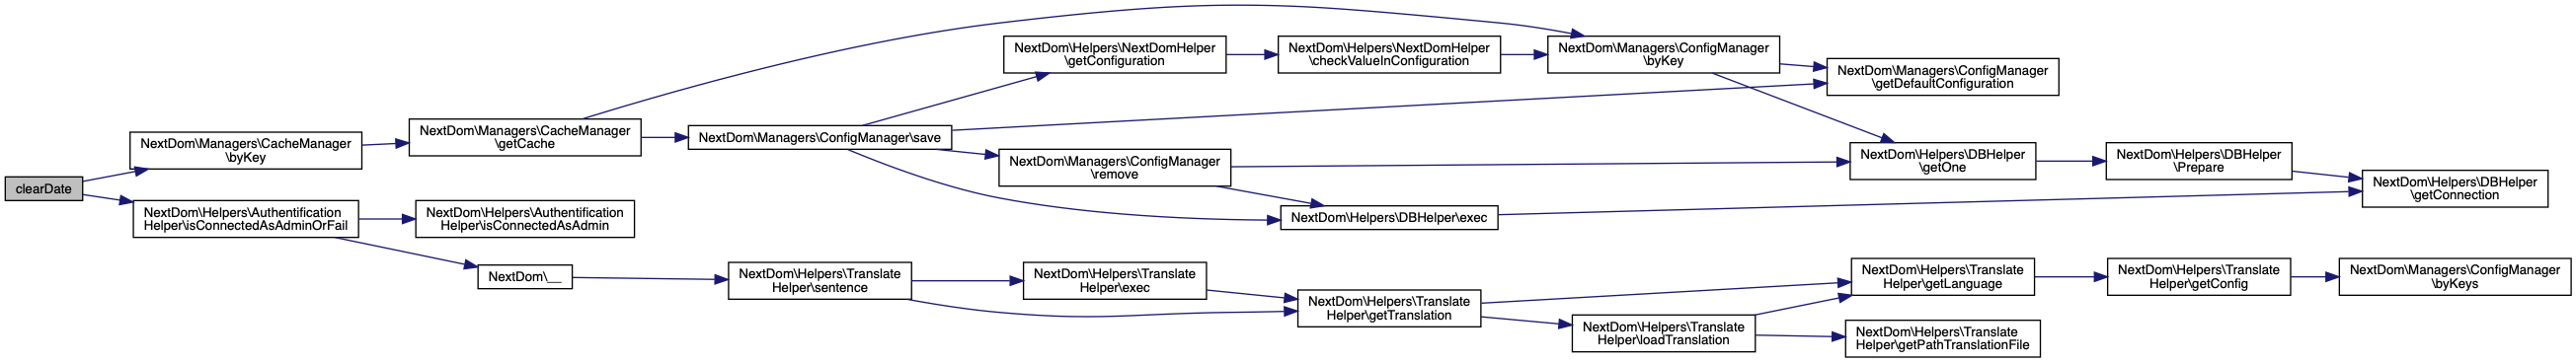 clearDate
NextDom\Managers\CacheManager
\byKey
NextDom\Helpers\Authentification
Helper\isConnectedAsAdminOrFail
NextDom\Managers\CacheManager
\getCache
NextDom\Helpers\Authentification
Helper\isConnectedAsAdmin
NextDom\__
NextDom\Managers\ConfigManager\save
NextDom\Helpers\Translate
Helper\sentence
NextDom\Helpers\NextDomHelper
\getConfiguration
NextDom\Managers\ConfigManager
\remove
NextDom\Helpers\Translate
Helper\exec
NextDom\Helpers\NextDomHelper
\checkValueInConfiguration
NextDom\Helpers\DBHelper\exec
NextDom\Helpers\Translate
Helper\getTranslation
NextDom\Managers\ConfigManager
\byKey
NextDom\Helpers\Translate
Helper\loadTranslation
NextDom\Managers\ConfigManager
\getDefaultConfiguration
NextDom\Helpers\DBHelper
\getOne
NextDom\Helpers\Translate
Helper\getLanguage
NextDom\Helpers\Translate
Helper\getPathTranslationFile
NextDom\Helpers\DBHelper
\Prepare
NextDom\Helpers\Translate
Helper\getConfig
NextDom\Helpers\DBHelper
\getConnection
NextDom\Managers\ConfigManager
\byKeys